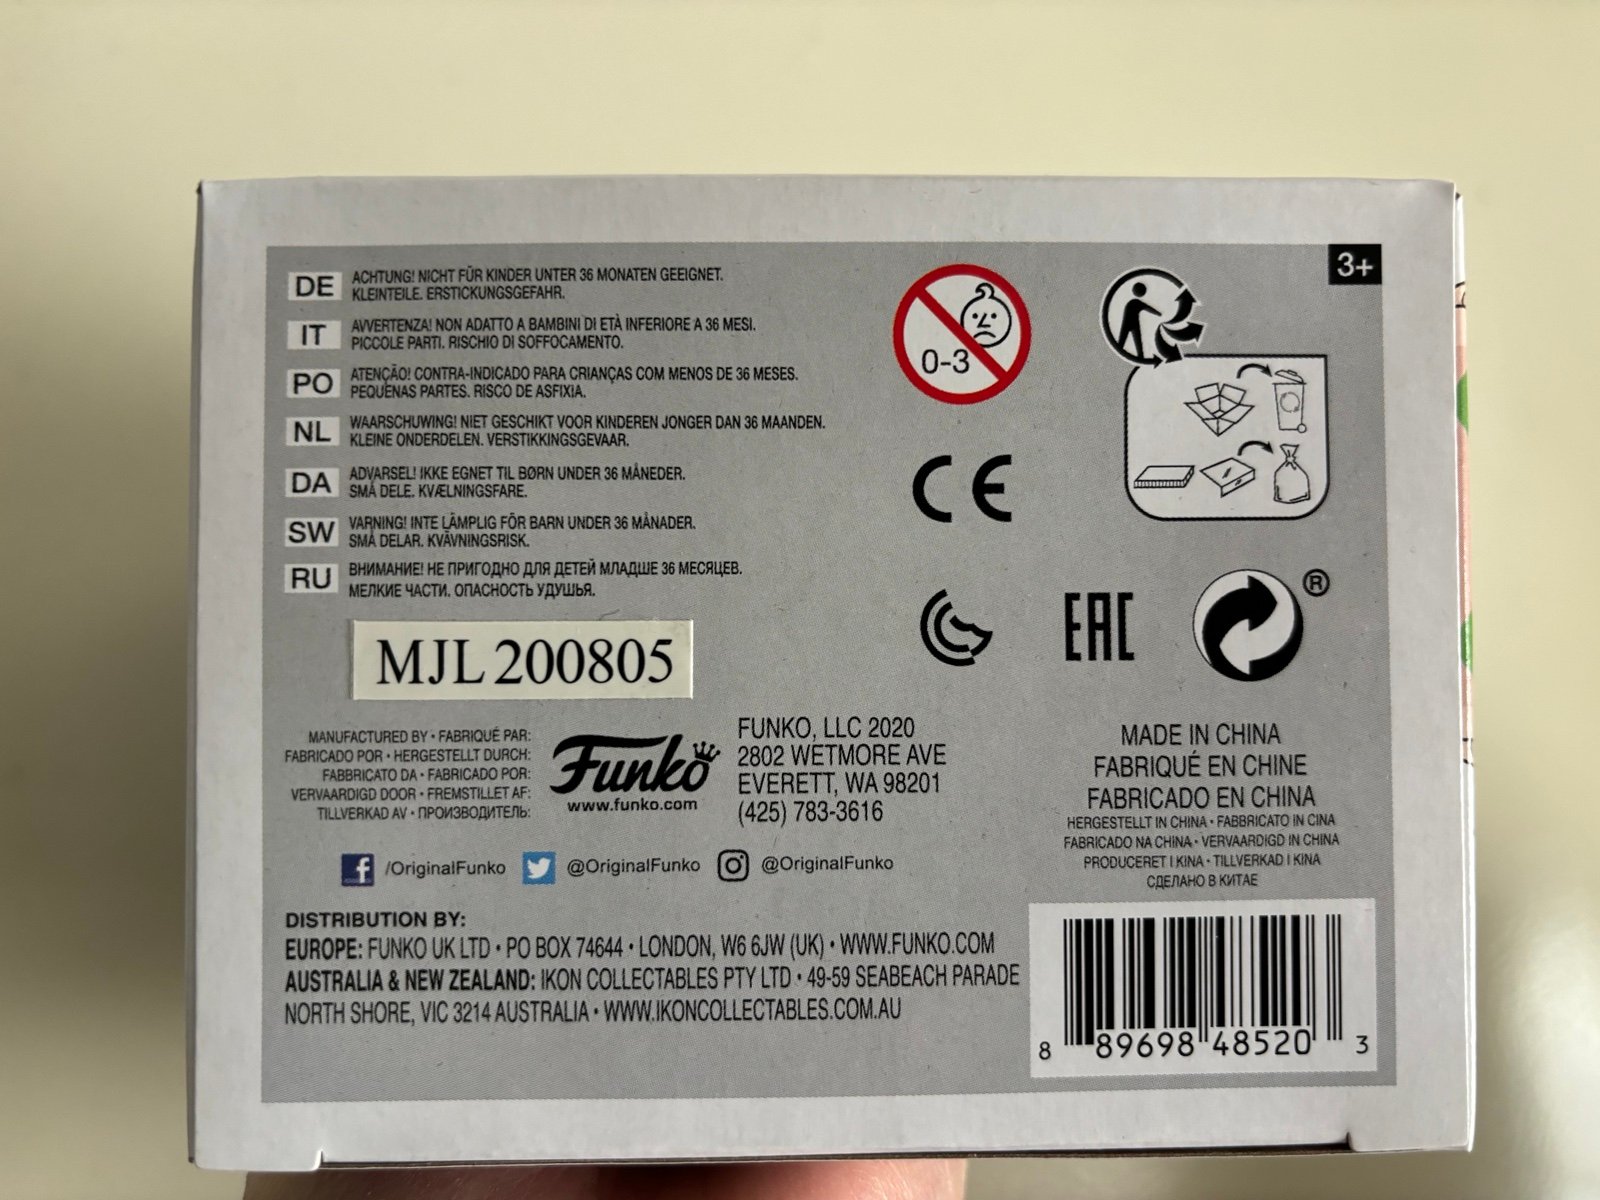 3+
DE ACHTUNG! NICHT FÜR KINDER UNTER 36 MONATEN GEEIGNET.
KLEINTEILE. ERSTICKUNGSGEFAHR.
IT AVVERTENZA! NON ADATTO A BAMBINI DI ETÀ INFERIORE A 36 MESI.
PICCOLE PARTI. RISCHIO DI SOFFOCAMENTO.
PO ATENÇÃO! CONTRA-INDICADO PARA CRIANÇAS COM MENOS DE 36 MESES.
PEQUENAS PARTES. RISCO DE ASFIXIA.
NL WAARSCHUWING! NIET GESCHIKT VOOR KINDEREN JONGER DAN 36 MAANDEN.
KLEINE ONDERDELEN. VERSTIKKINGSGEVAAR.
DA ADVARSEL! IKKE EGNET TIL BØRN UNDER 36 MÅNEDER.
SMÅ DELE. KVÆLNINGSFARE.
SW VARNING! INTE LÄMPLIG FÖR BARN UNDER 36 MÅNADER.
SMÅ DELAR. KVÄVNINGSRISK.
RU ВНИМАНИЕ! НЕ ПРИГОДНО ДЛЯ ДЕТЕЙ МЛАДШЕ 36 МЕСЯЦЕВ.
МЕЛКИЕ ЧАСТИ. ОПАСНОСТЬ УДУШЬЯ.
0-3
CE
EAC
®
MJL 200805
MANUFACTURED BY • FABRIQUÉ PAR:
FABRICADO POR • HERGESTELLT DURCH:
FABBRICATO DA • FABRICADO POR:
VERVAARDIGD DOOR • FREMSTILLET AF:
TILLVERKAD AV • ПРОИЗВОДИТЕЛЬ:
Funko
www.funko.com
FUNKO, LLC 2020
2802 WETMORE AVE
EVERETT, WA 98201
(425) 783-3616
MADE IN CHINA
FABRIQUÉ EN CHINE
FABRICADO EN CHINA
HERGESTELLT IN CHINA • FABBRICATO IN CINA
FABRICADO NA CHINA • VERVAARDIGD IN CHINA
PRODUCERET I KINA • TILLVERKAD I KINA
СДЕЛАНО В КИТАЕ
/OriginalFunko @OriginalFunko @OriginalFunko
DISTRIBUTION BY:
EUROPE: FUNKO UK LTD • PO BOX 74644 • LONDON, W6 6JW (UK) • WWW.FUNKO.COM
AUSTRALIA & NEW ZEALAND: IKON COLLECTABLES PTY LTD • 49-59 SEABEACH PARADE
NORTH SHORE, VIC 3214 AUSTRALIA • WWW.IKONCOLLECTABLES.COM.AU
8 89698 48520 3